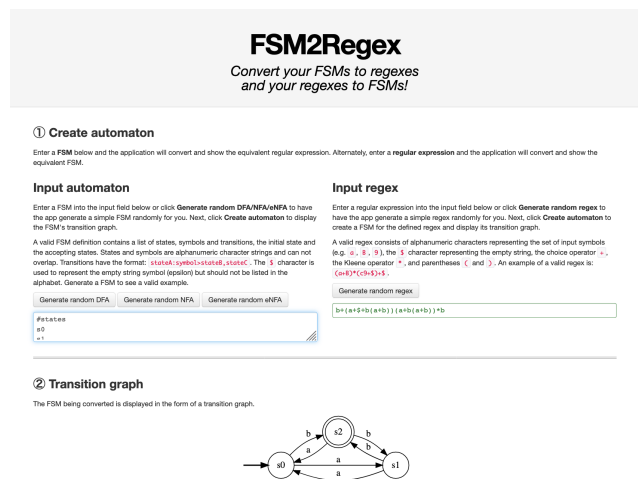 FSM2Regex
Convert your FSMs to regexes
and your regexes to FSMs!
① Create automaton
Enter a FSM below and the application will convert and show the equivalent regular expression. Alternately, enter a regular expression and the application will convert and show the
equivalent FSM.
Input automaton
Enter a FSM into the input field below or click Generate random DFA/NFA/eNFA to have
the app generate a simple FSM randomly for you. Next, click Create automaton to display
the FSM's transition graph.
A valid FSM definition contains a list of states, symbols and transitions, the initial state and
the accepting states. States and symbols are alphanumeric character strings and can not
overlap. Transitions have the format: stateA:symbol>stateB,stateC. The $ character is
used to represent the empty string symbol (epsilon) but should not be listed in the
alphabet. Generate a FSM to see a valid example.
Generate random DFA Generate random NFA Generate random eNFA
#states
s0
s1
Input regex
Enter a regular expression into the input field below or click Generate random regex to
have the app generate a simple regex randomly for you. Next, click Create automaton to
create a FSM for the defined regex and display its transition graph.
A valid regex consists of alphanumeric characters representing the set of input symbols
(e.g. a, B, 9), the $ character representing the empty string, the choice operator +,
the Kleene operator *, and parentheses ( and ). An example of a valid regex is:
(a+B)*(c9+$)+$.
Generate random regex
② Transition graph
The FSM being converted is displayed in the form of a transition graph.
s2
b b
a b
s0 a s1
a